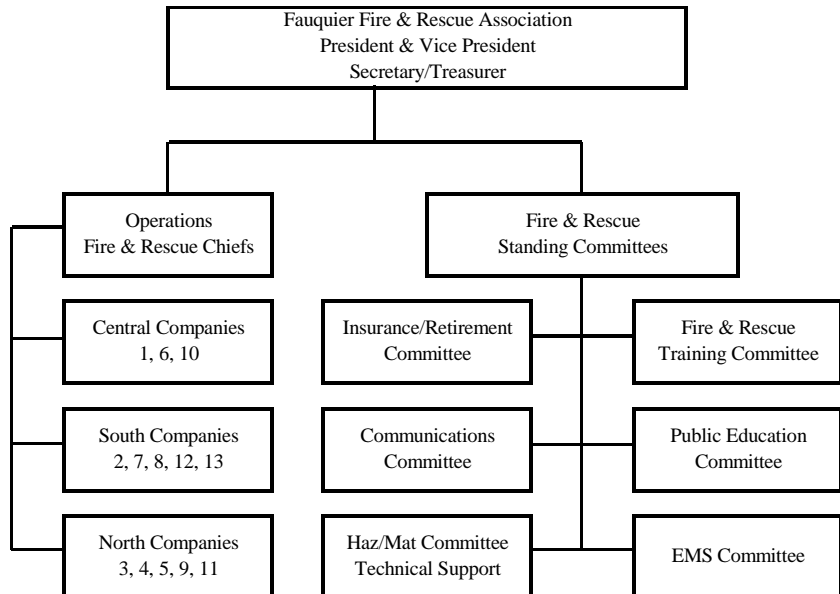 Fauquier Fire & Rescue Association
President & Vice President
Secretary/Treasurer
Operations
Fire & Rescue Chiefs
Fire & Rescue
Standing Committees
Central Companies
1, 6, 10
Insurance/Retirement
Committee
Fire & Rescue
Training Committee
South Companies
2, 7, 8, 12, 13
Communications
Committee
Public Education
Committee
North Companies
3, 4, 5, 9, 11
Haz/Mat Committee
Technical Support
EMS Committee